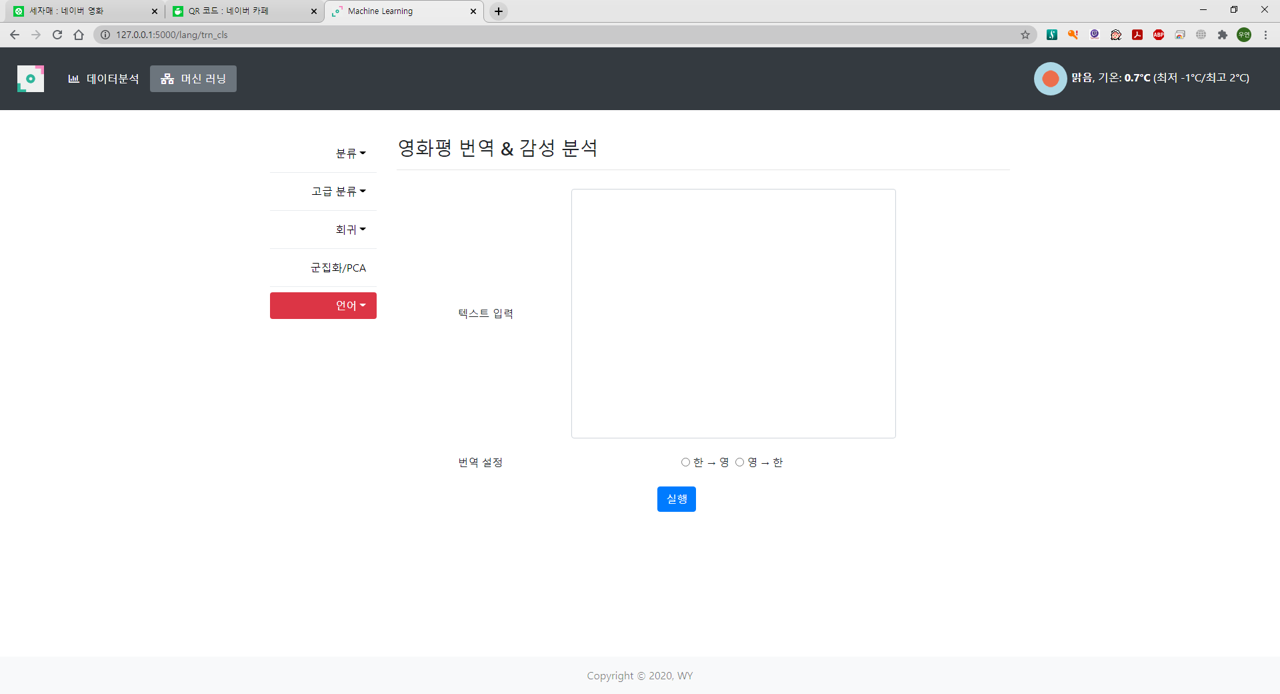 세자매 : 네이버 영화
QR 코드 : 네이버 카페
Machine Learning
127.0.0.1:5000/lang/trn_cls
ABP
우연
데이터분석
머신 러닝
맑음, 기온: 0.7°C (최저 -1°C/최고 2°C)
분류
고급 분류
회귀
군집화/PCA
언어
영화평 번역 & 감성 분석
텍스트 입력
번역 설정
한 → 영 영 → 한
실행
Copyright © 2020, WY